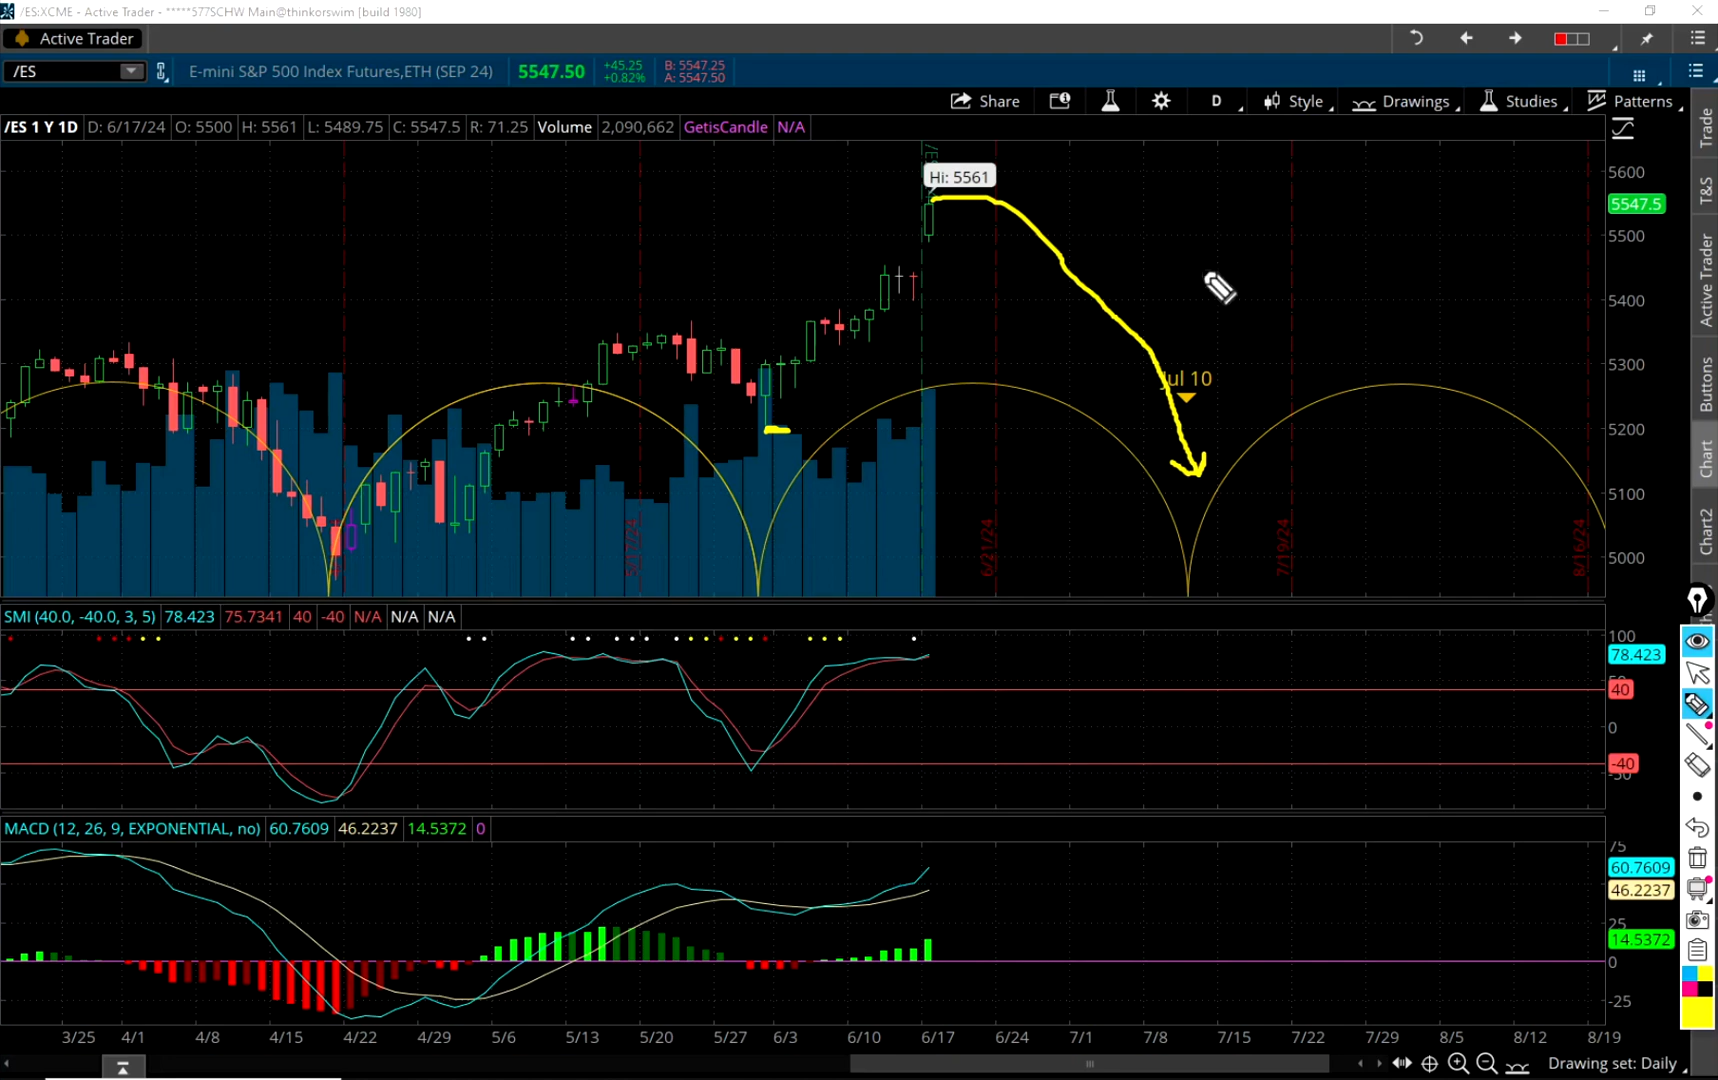 /ES:XCME - Active Trader - *****577SCHW Main@thinkorswim [build 1980]
Active Trader
/ES
E-mini S&P 500 Index Futures,ETH (SEP 24)
5547.50
+45.25
+0.82%
B: 5547.25
A: 5547.50
Share
D
Style
Drawings
Studies
Patterns
/ES 1 Y 1D
D: 6/17/24
O: 5500
H: 5561
L: 5489.75
C: 5547.5
R: 71.25
Volume
2,090,662
GetisCandle
N/A
Hi: 5561
5600
5547.5
5500
5400
5300
5200
5100
5000
Jul 10
5/17/24
6/21/24
7/19/24
8/16/24
Trade
T&S
Active Trader
Buttons
Chart
Chart2
SMI (40.0, -40.0, 3, 5)
78.423
75.7341
40
-40
N/A
N/A
N/A
100
78.423
40
0
-40
MACD (12, 26, 9, EXPONENTIAL, no)
60.7609
46.2237
14.5372
0
75
60.7609
46.2237
25
14.5372
0
-25
3/25
4/1
4/8
4/15
4/22
4/29
5/6
5/13
5/20
5/27
6/3
6/10
6/17
6/24
7/1
7/8
7/15
7/22
7/29
8/5
8/12
8/19
Drawing set: Daily